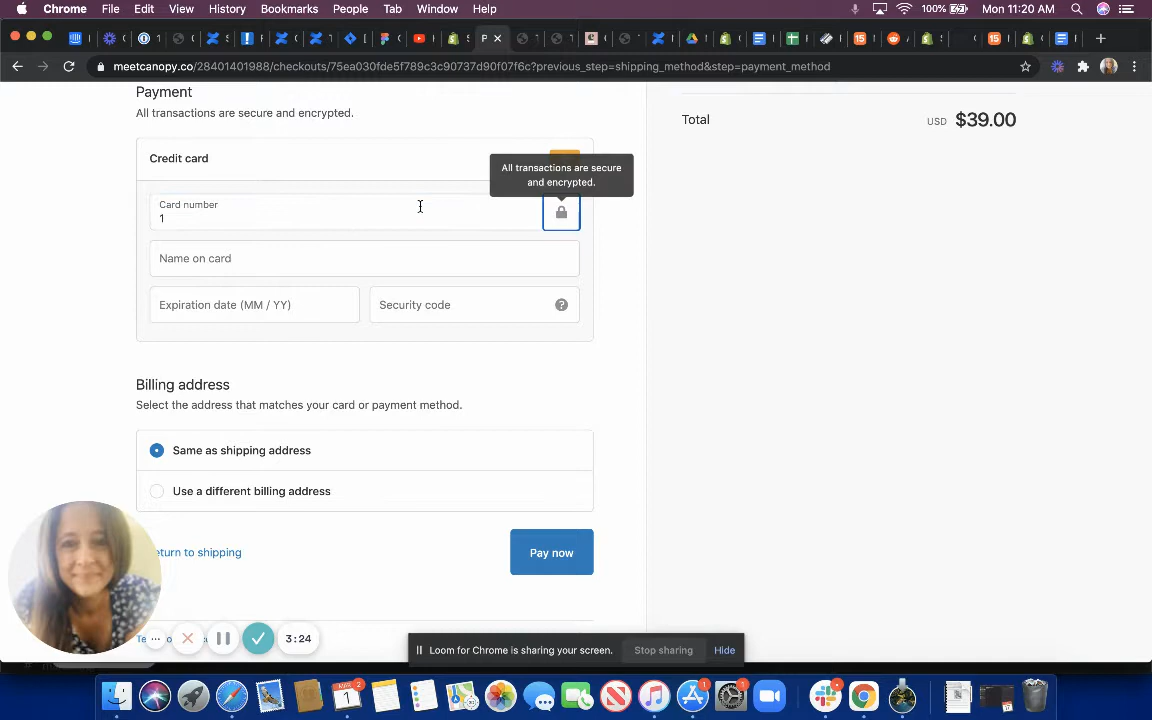 Chrome File Edit View History Bookmarks People Tab Window Help 100% Mon 11:20 AM
meetcanopy.co/28401401988/checkouts/75ea030fde5f789c3c90737d90f07f6c?previous_step=shipping_method&step=payment_method
Payment
All transactions are secure and encrypted.
Total USD $39.00
Credit card
All transactions are secure
and encrypted.
Card number
1
Name on card
Expiration date (MM / YY) Security code
Billing address
Select the address that matches your card or payment method.
Same as shipping address
Use a different billing address
eturn to shipping
Pay now
3:24
Loom for Chrome is sharing your screen. Stop sharing Hide